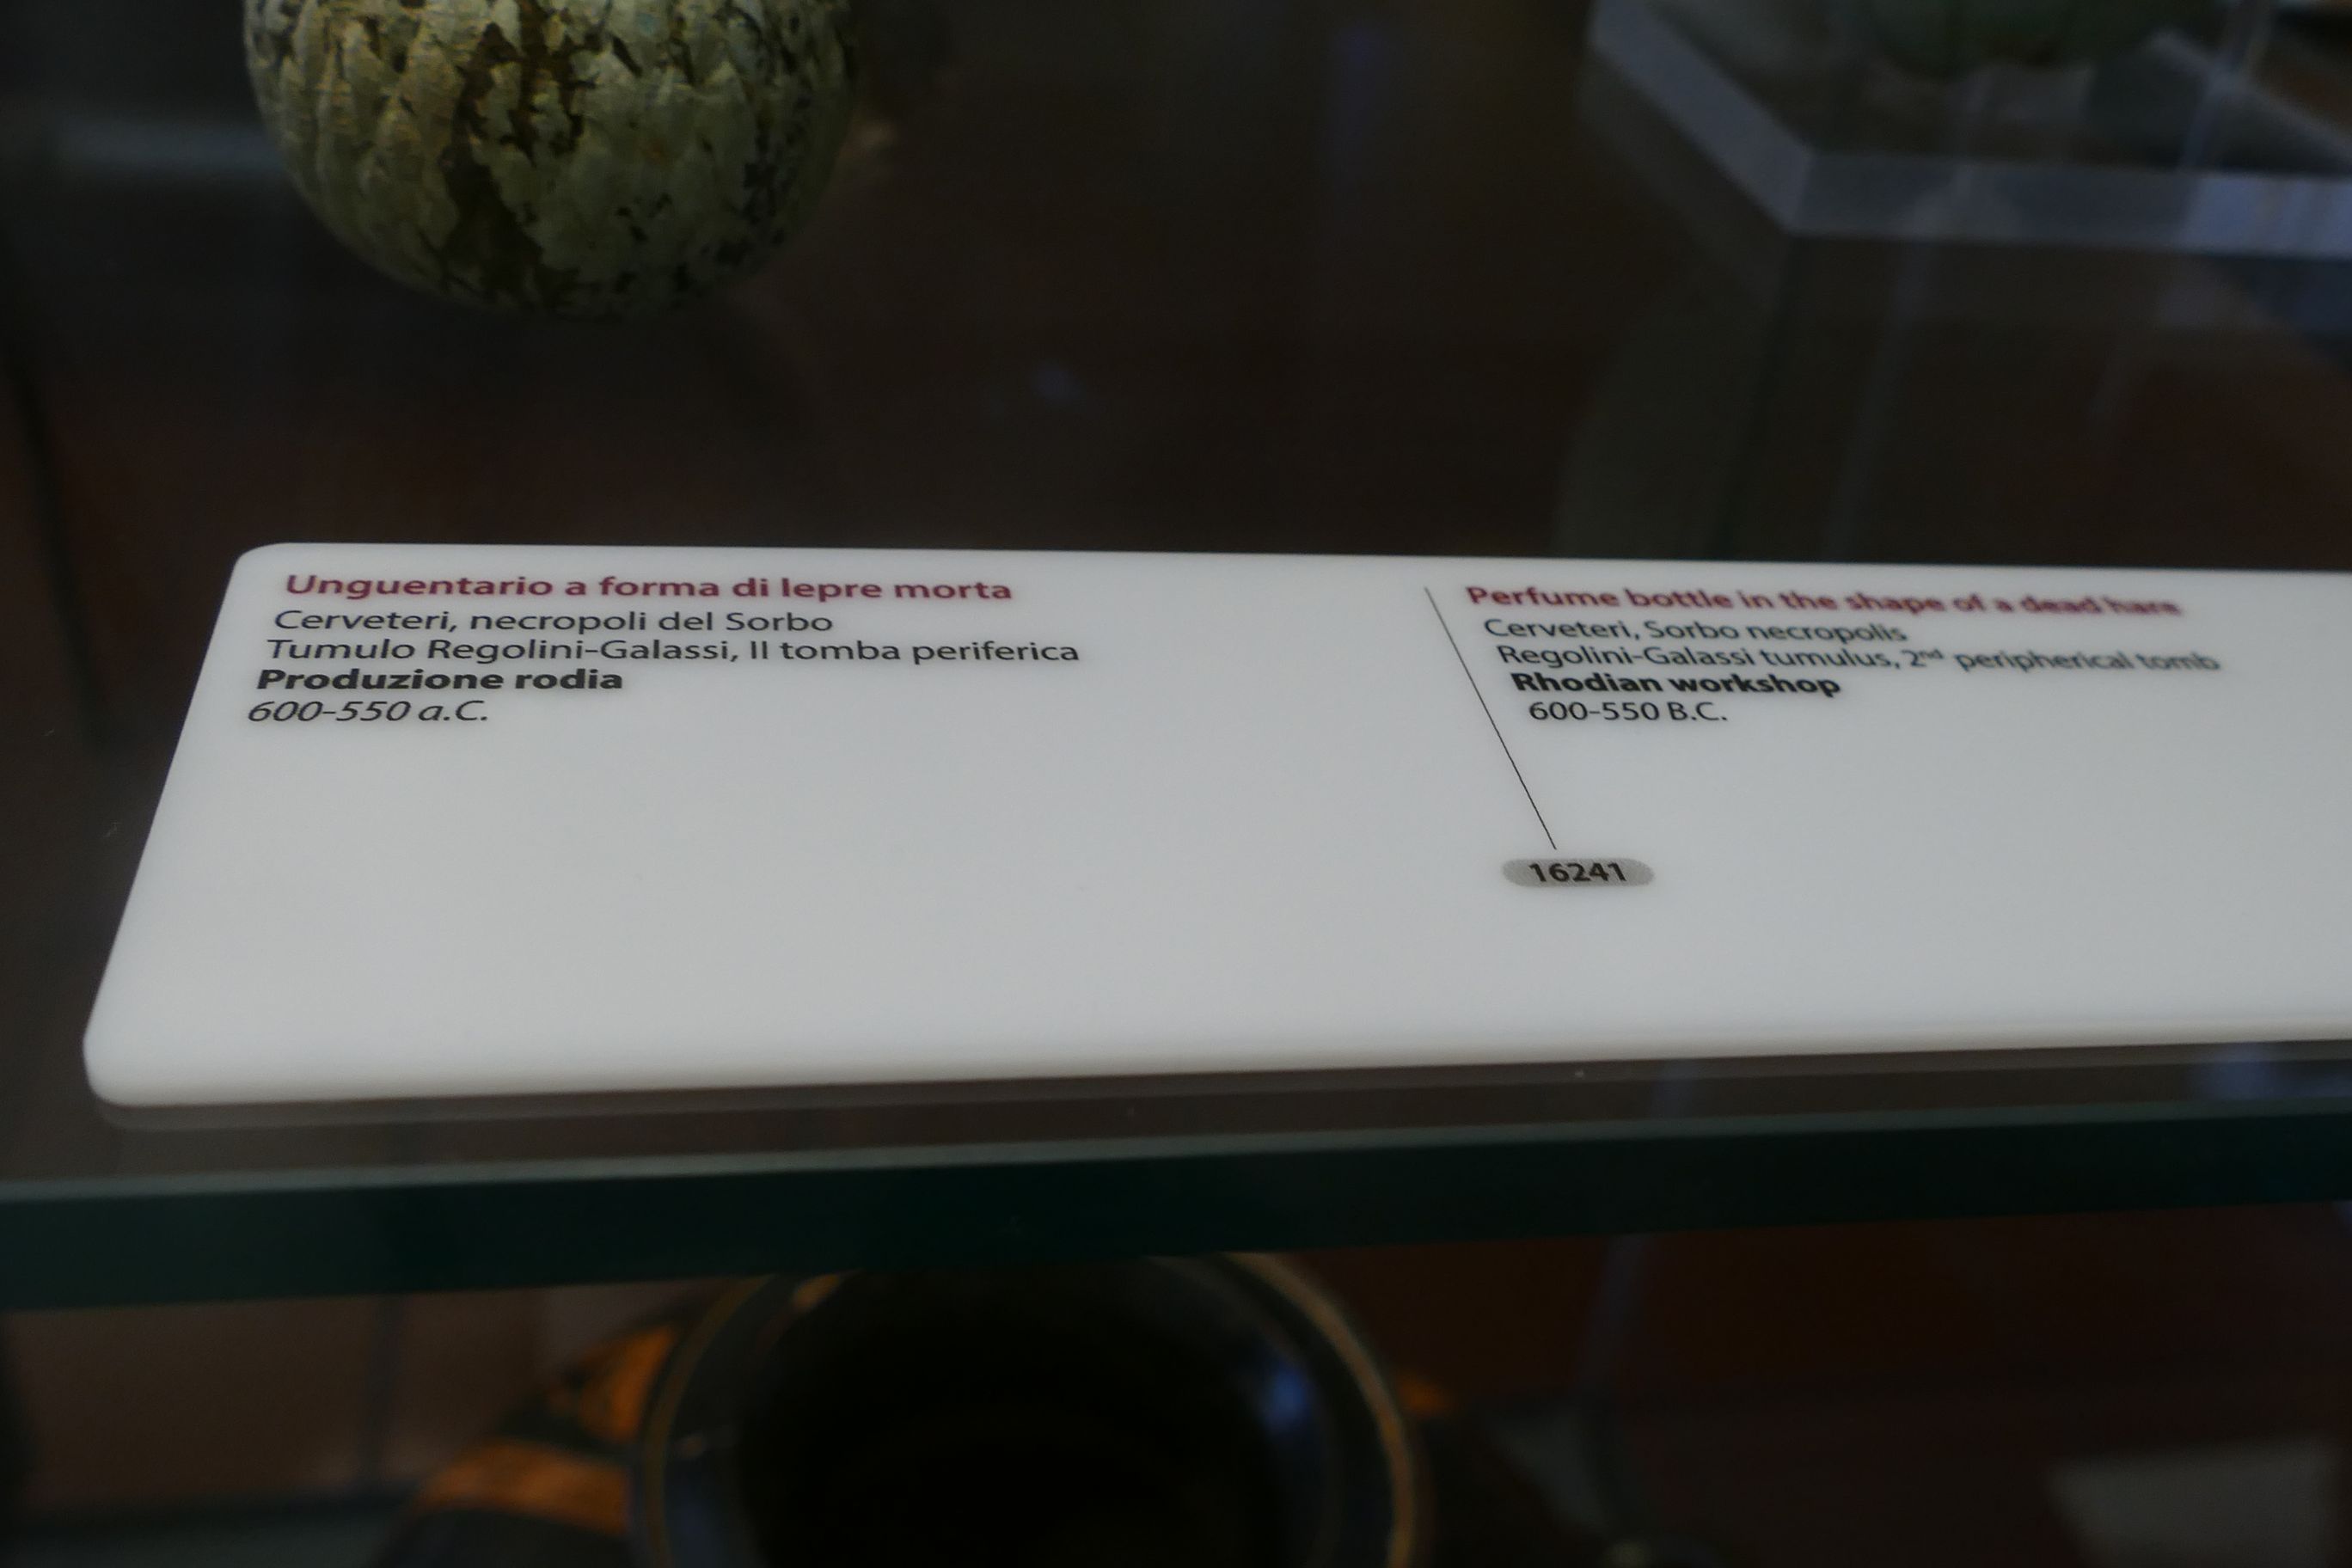 Unguentario a forma di lepre morta
Cerveteri, necropoli del Sorbo
Tumulo Regolini-Galassi, II tomba periferica
Produzione rodia
600-550 a.C.
Perfume bottle in the shape of a dead hare
Cerveteri, Sorbo necropolis
Regolini-Galassi tumulus, 2nd peripherical tomb
Rhodian workshop
600-550 B.C.
16241